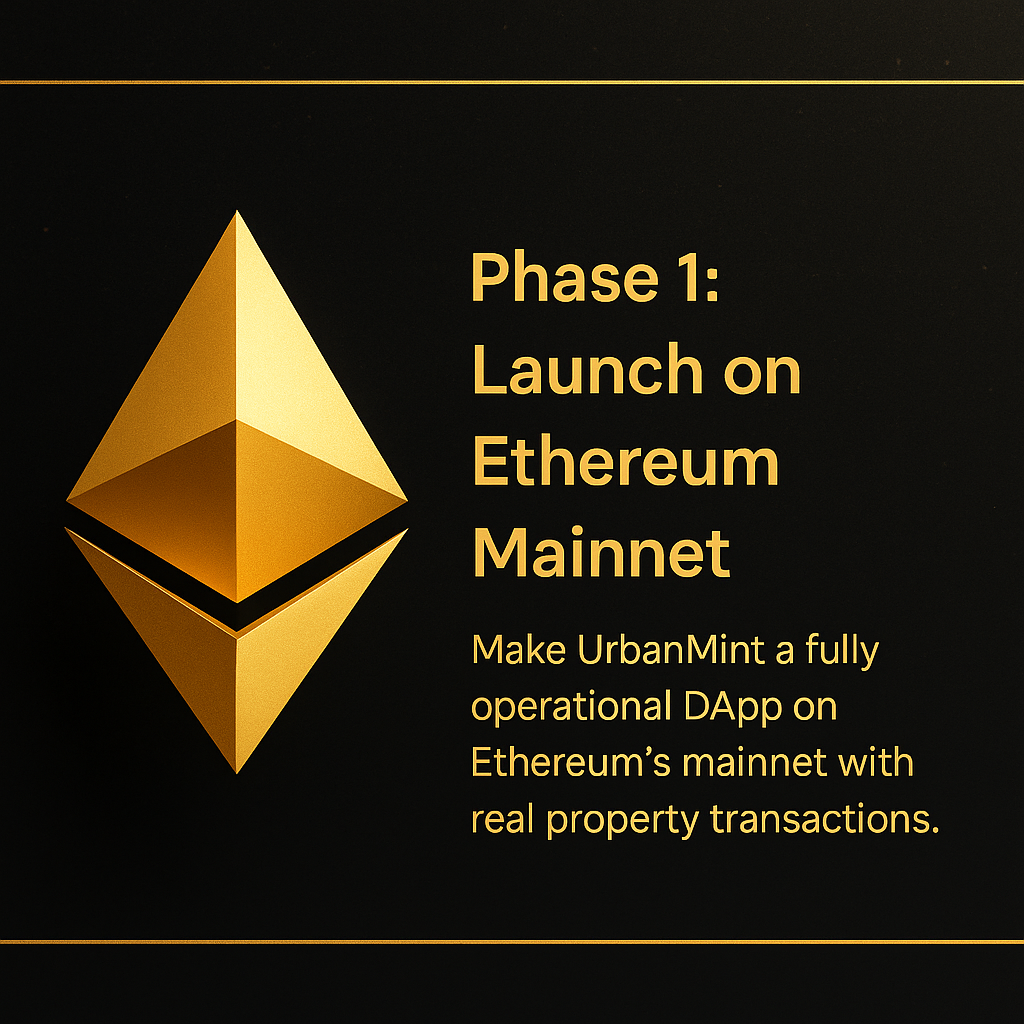 Phase 1:
Launch on
Ethereum
Mainnet
Make UrbanMint a fully
operational DApp on
Ethereum’s mainnet with
real property transactions.